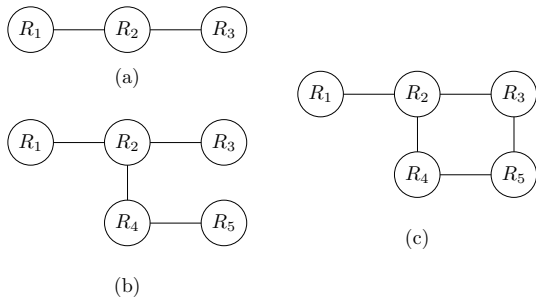 R₁ R₂ R₃
(a)
R₁ R₂ R₃
R₄ R₅
(b)
R₁ R₂ R₃
R₄ R₅
(c)